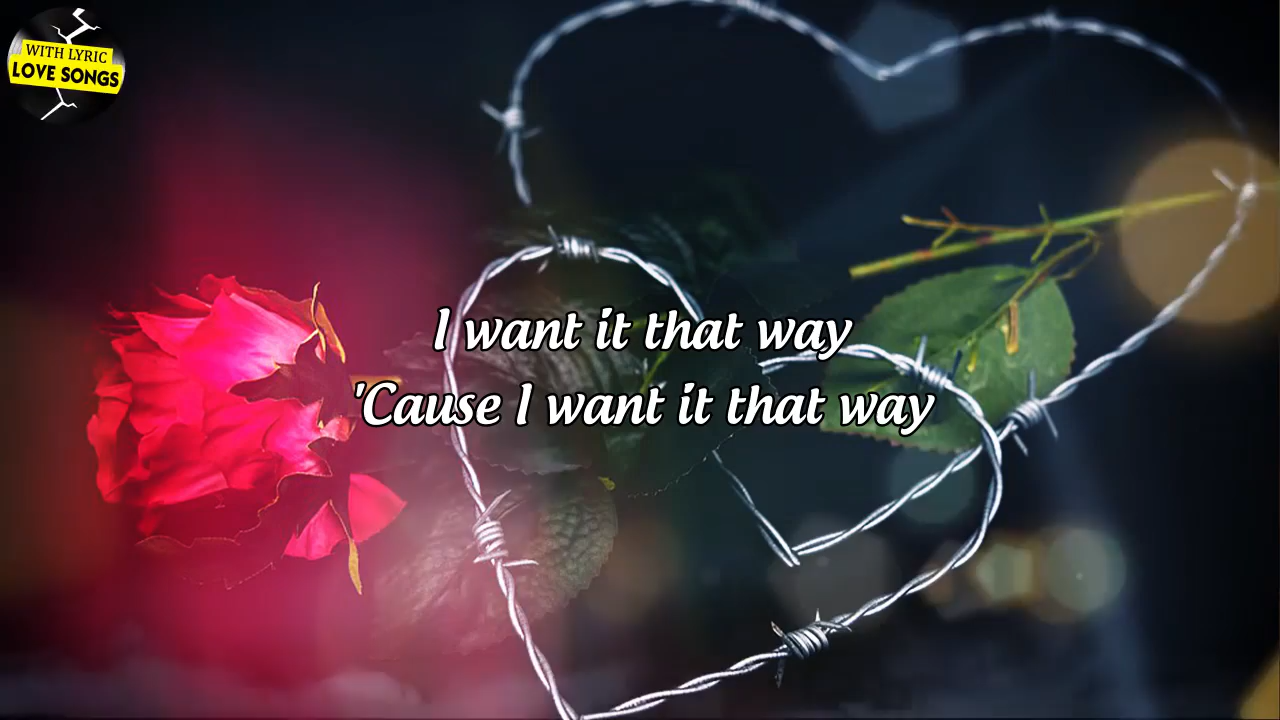 WITH LYRIC
LOVE SONGS
I want it that way
'Cause I want it that way